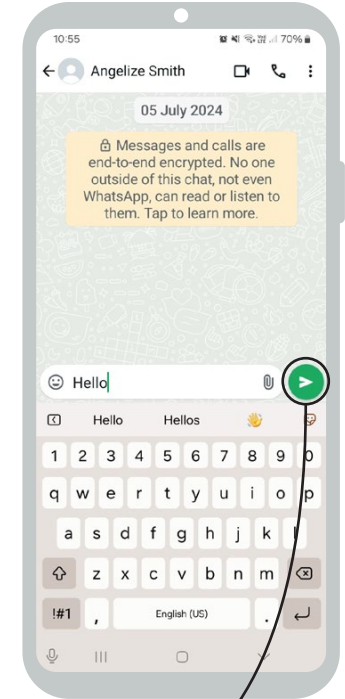 10:55
70%
Angelize Smith
05 July 2024
Messages and calls are
end-to-end encrypted. No one
outside of this chat, not even
WhatsApp, can read or listen to
them. Tap to learn more.
Hello
Hello Hellos
1 2 3 4 5 6 7 8 9 0
q w e r t y u i o p
a s d f g h j k l
z x c v b n m
!#1 , English (US) .